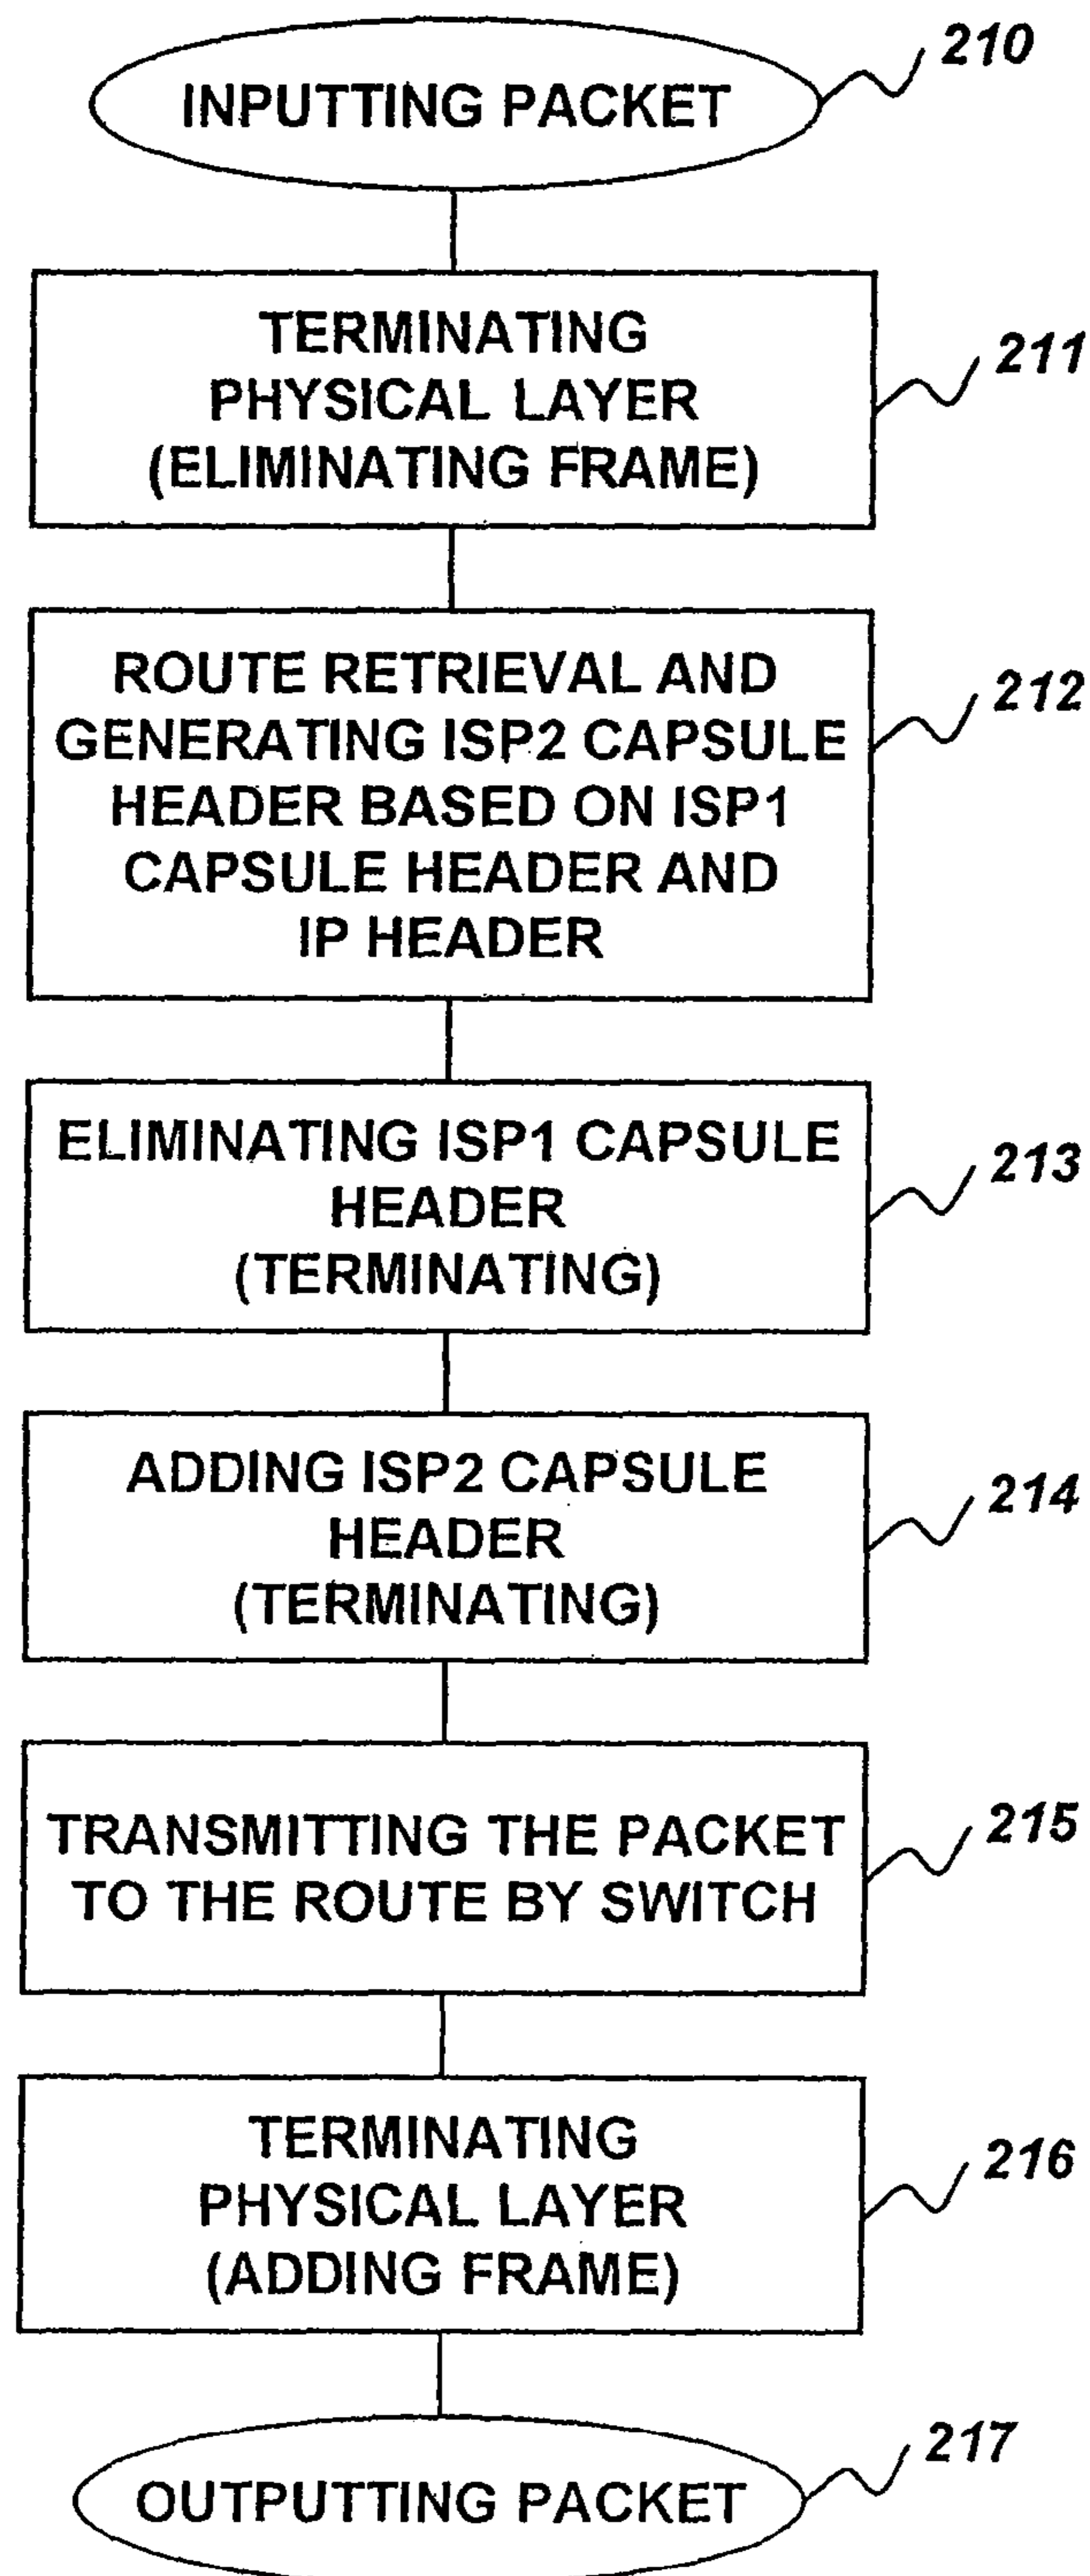 INPUTTING PACKET
210
TERMINATING
PHYSICAL LAYER
(ELIMINATING FRAME)
211
ROUTE RETRIEVAL AND
GENERATING ISP2 CAPSULE
HEADER BASED ON ISP1
CAPSULE HEADER AND
IP HEADER
212
ELIMINATING ISP1 CAPSULE
HEADER
(TERMINATING)
213
ADDING ISP2 CAPSULE
HEADER
(TERMINATING)
214
TRANSMITTING THE PACKET
TO THE ROUTE BY SWITCH
215
TERMINATING
PHYSICAL LAYER
(ADDING FRAME)
216
OUTPUTTING PACKET
217